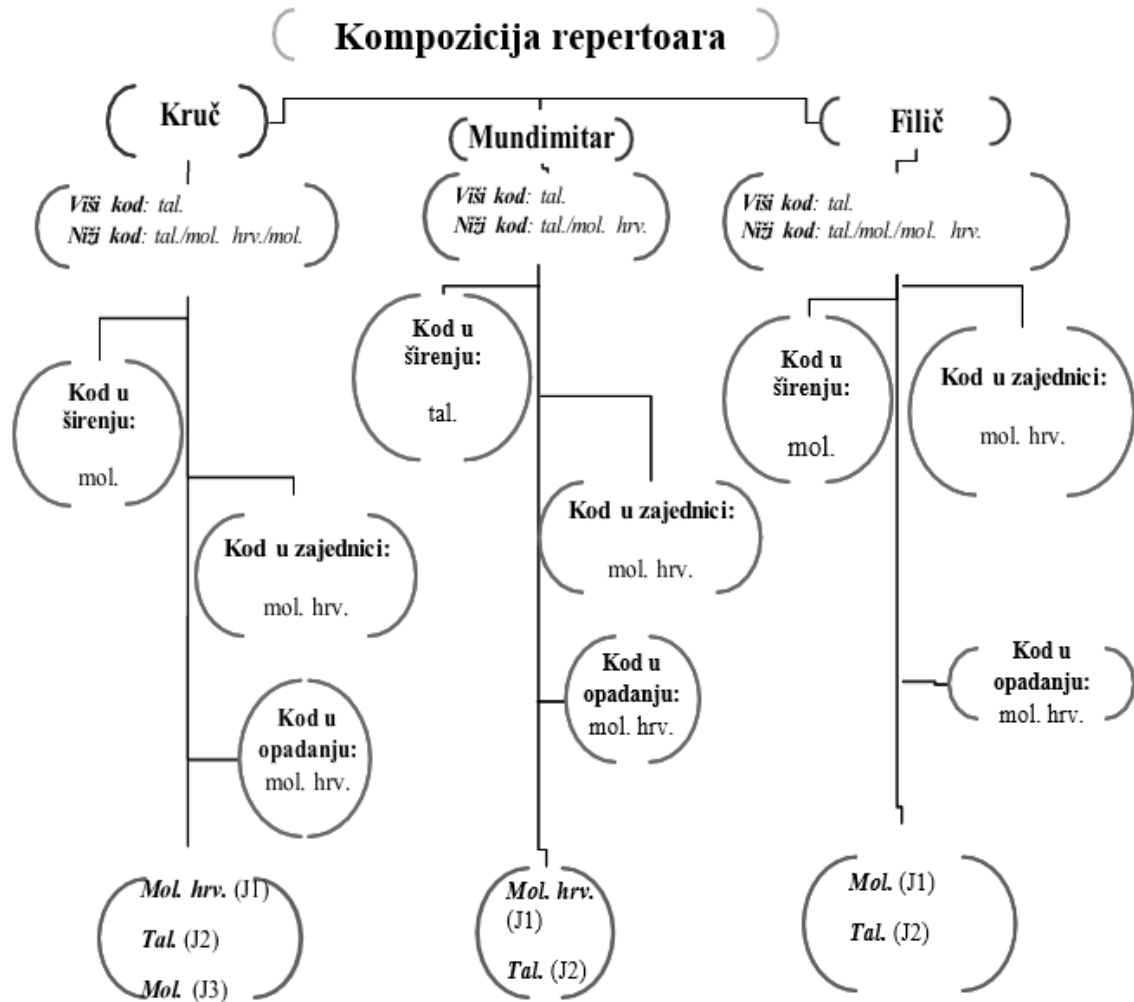 Kompozicija repertoara
Kruč
Viši kod: tal.
Niži kod: tal./mol. hrv./mol.
Kod u
širenju:
mol.
Kod u zajednici:
mol. hrv.
Kod u
opadanju:
mol. hrv.
Mol. hrv. (J1)
Tal. (J2)
Mol. (J3)
Mundimitar
Viši kod: tal.
Niži kod: tal./mol. hrv.
Kod u
širenju:
tal.
Kod u zajednici:
mol. hrv.
Kod u
opadanju:
mol. hrv.
Mol. hrv.
(J1)
Tal. (J2)
Filič
Viši kod: tal.
Niži kod: tal./mol./mol. hrv.
Kod u
širenju:
mol.
Kod u zajednici:
mol. hrv.
Kod u
opadanju:
mol. hrv.
Mol. (J1)
Tal. (J2)